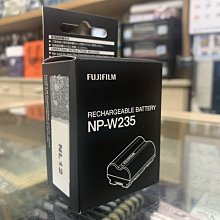 FUJIFILM
RECHARGEABLE BATTERY
NP-W235